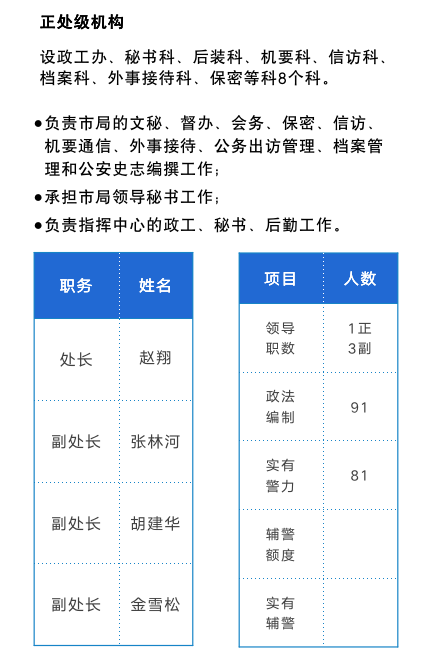 正处级机构
设政工办、秘书科、后装科、机要科、信访科、
档案科、外事接待科、保密等科8个科。
●负责市局的文秘、督办、会务、保密、信访、
机要通信、外事接待、公务出访管理、档案管
理和公安史志编撰工作；
●承担市局领导秘书工作；
●负责指挥中心的政工、秘书、后勤工作。
职务 姓名
处长 赵翔
副处长 张林河
副处长 胡建华
副处长 金雪松
项目 人数
领导 1正
职数 3副
政法
编制 91
实有
警力 81
辅警
额度
实有
辅警